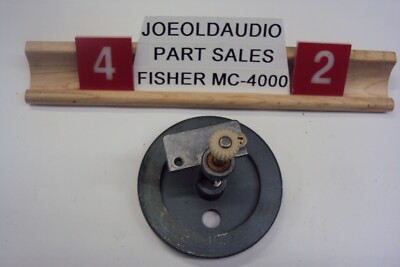 JOEOLDAUDIO
PART SALES
FISHER MC-4000
4
2